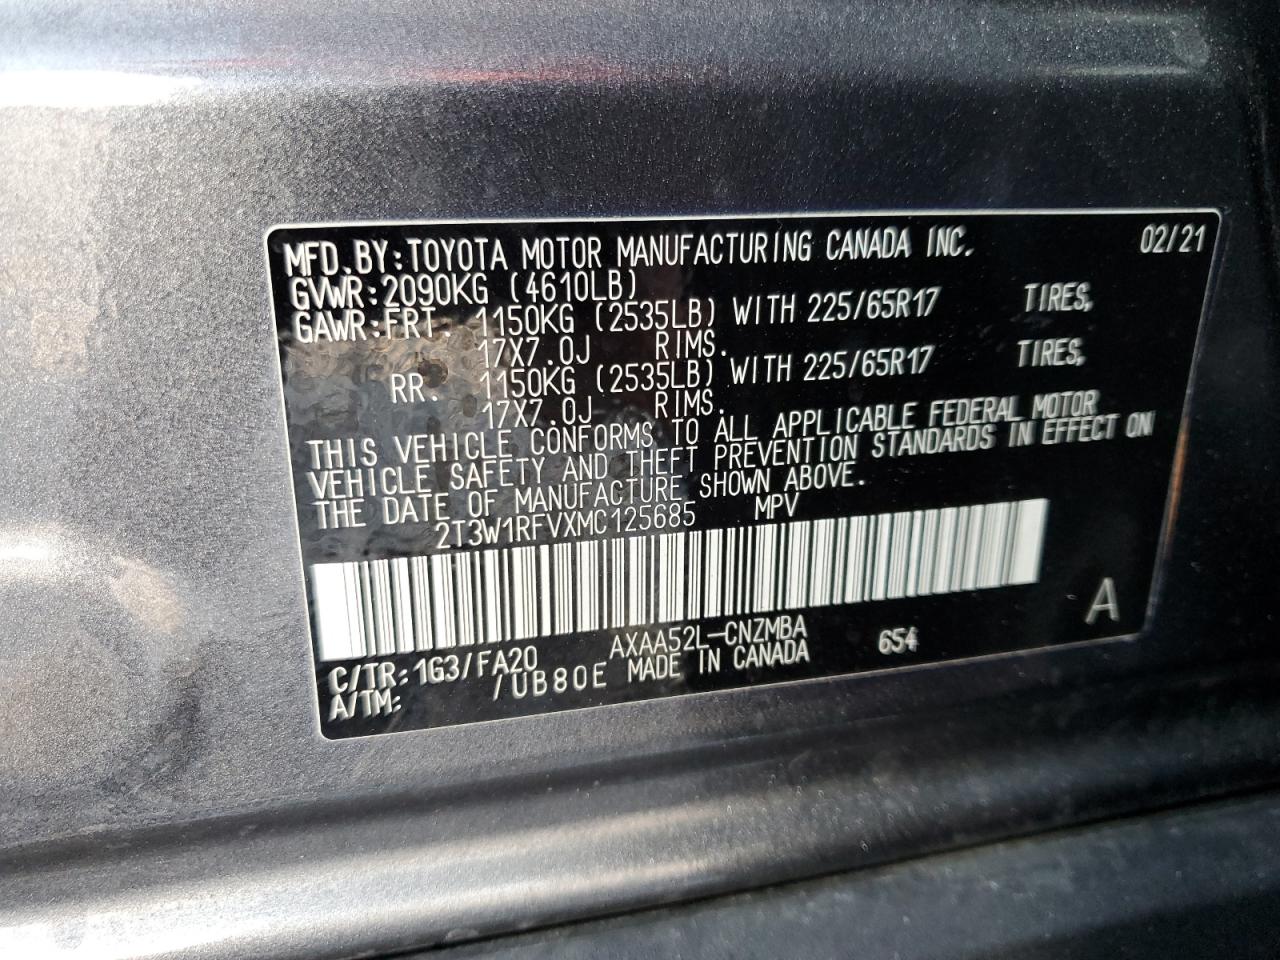 MFD.BY:TOYOTA MOTOR MANUFACTURING CANADA INC. 02/21
GVWR:2090KG (4610LB)
GAWR:FRT. 1150KG (2535LB) WITH 225/65R17 TIRES,
17X7.0J RIMS.
RR. 1150KG (2535LB) WITH 225/65R17 TIRES,
17X7.0J RIMS.
THIS VEHICLE CONFORMS TO ALL APPLICABLE FEDERAL MOTOR
VEHICLE SAFETY AND THEFT PREVENTION STANDARDS IN EFFECT ON
THE DATE OF MANUFACTURE SHOWN ABOVE.
2T3W1RFVXMC125685 MPV
A
C/TR:1G3/FA20 AXAA52L-CNZMBA 654
A/TM: /UB80E MADE IN CANADA